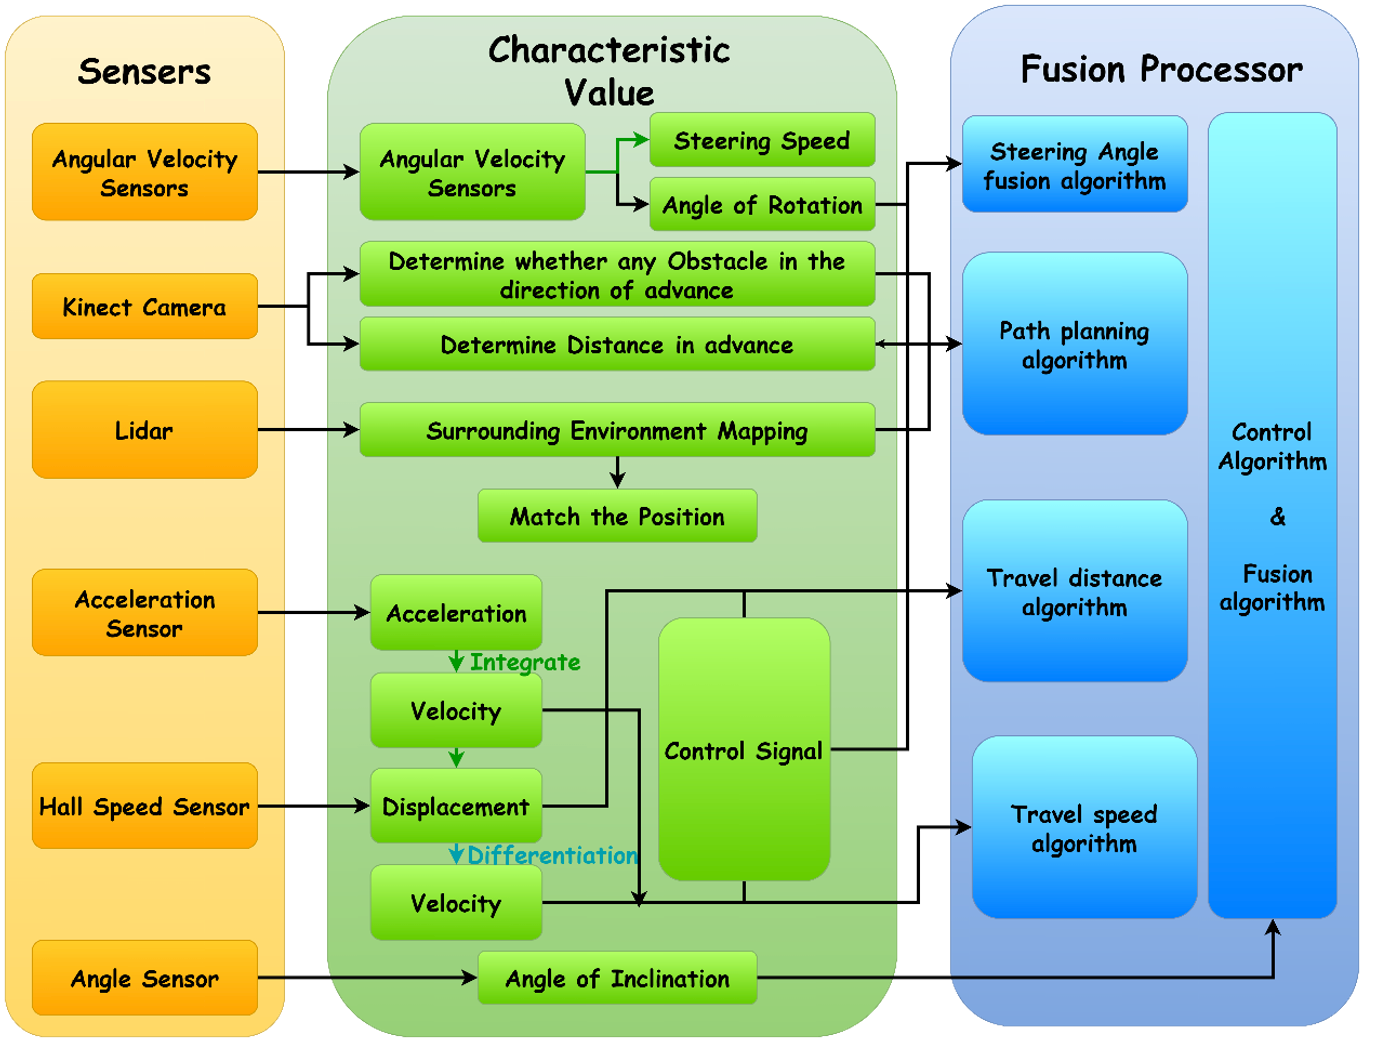 Sensers
Angular Velocity
Sensors
Kinect Camera
Lidar
Acceleration
Sensor
Hall Speed Sensor
Angle Sensor
Characteristic
Value
Angular Velocity
Sensors
Steering Speed
Angle of Rotation
Determine whether any Obstacle in the
direction of advance
Determine Distance in advance
Surrounding Environment Mapping
Match the Position
Acceleration
Integrate
Velocity
Displacement
Differentiation
Velocity
Control Signal
Angle of Inclination
Fusion Processor
Steering Angle
fusion algorithm
Path planning
algorithm
Travel distance
algorithm
Travel speed
algorithm
Control
Algorithm
&
Fusion
algorithm